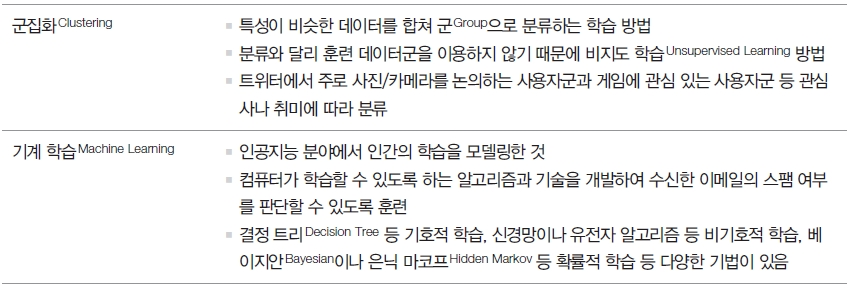 군집화Clustering
■ 특성이 비슷한 데이터를 합쳐 군Group으로 분류하는 학습 방법
■ 분류와 달리 훈련 데이터군을 이용하지 않기 때문에 비지도 학습Unsupervised Learning 방법
■ 트위터에서 주로 사진/카메라를 논의하는 사용자군과 게임에 관심 있는 사용자군 등 관심
사나 취미에 따라 분류
기계 학습Machine Learning
■ 인공지능 분야에서 인간의 학습을 모델링한 것
■ 컴퓨터가 학습할 수 있도록 하는 알고리즘과 기술을 개발하여 수신한 이메일의 스팸 여부
를 판단할 수 있도록 훈련
■ 결정 트리Decision Tree 등 기호적 학습, 신경망이나 유전자 알고리즘 등 비기호적 학습, 베
이지안Bayesian이나 은닉 마코프Hidden Markov 등 확률적 학습 등 다양한 기법이 있음